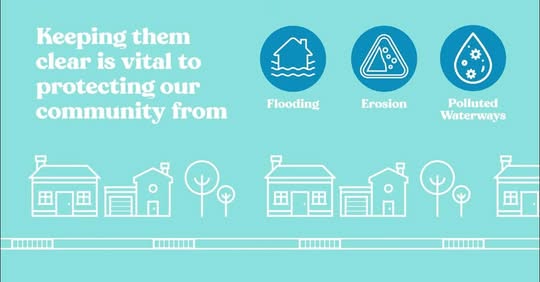 Keeping them
clear is vital to
protecting our
community from
Flooding
Erosion
Polluted
Waterways